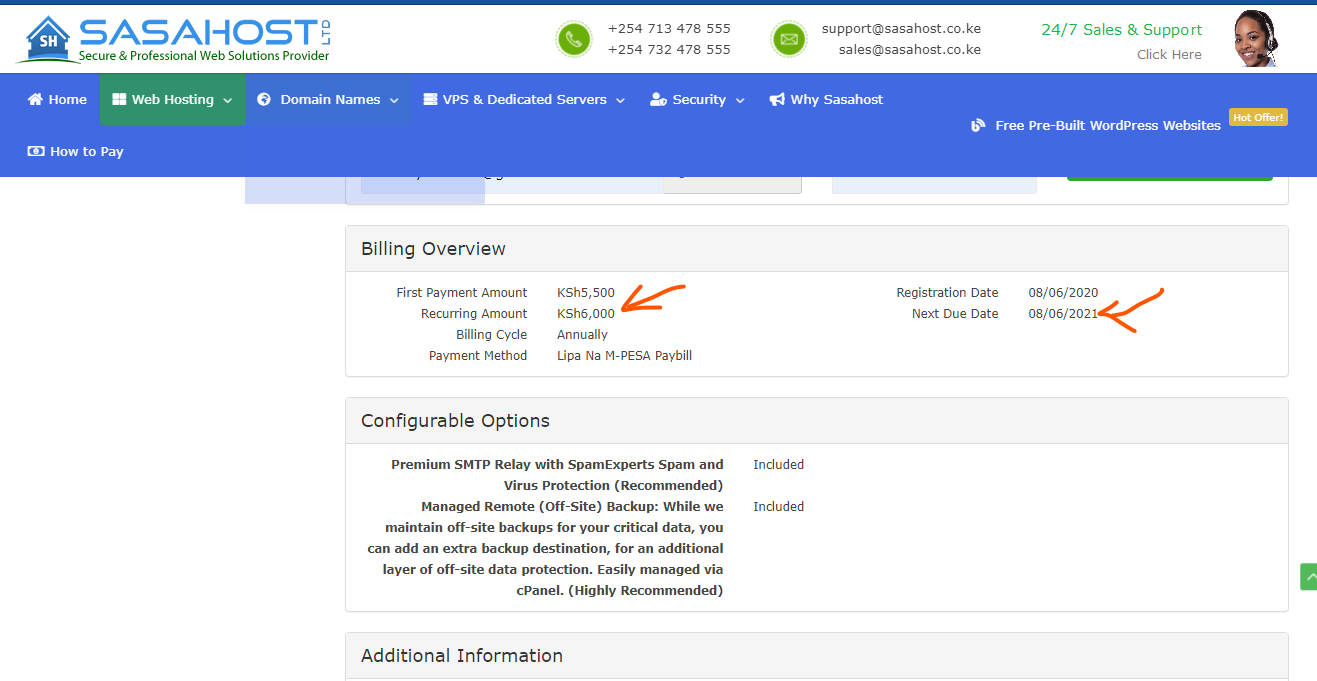 SH SASAHOST LTD
Secure & Professional Web Solutions Provider
+254 713 478 555
+254 732 478 555
support@sasahost.co.ke
sales@sasahost.co.ke
24/7 Sales & Support
Click Here
Home Web Hosting Domain Names VPS & Dedicated Servers Security Why Sasahost
Free Pre-Built WordPress Websites Hot Offer!
How to Pay
Billing Overview
First Payment Amount KSh5,500 Registration Date 08/06/2020
Recurring Amount KSh6,000 Next Due Date 08/06/2021
Billing Cycle Annually
Payment Method Lipa Na M-PESA Paybill
Configurable Options
Premium SMTP Relay with SpamExperts Spam and Included
Virus Protection (Recommended)
Managed Remote (Off-Site) Backup: While we Included
maintain off-site backups for your critical data, you
can add an extra backup destination, for an additional
layer of off-site data protection. Easily managed via
cPanel. (Highly Recommended)
Additional Information